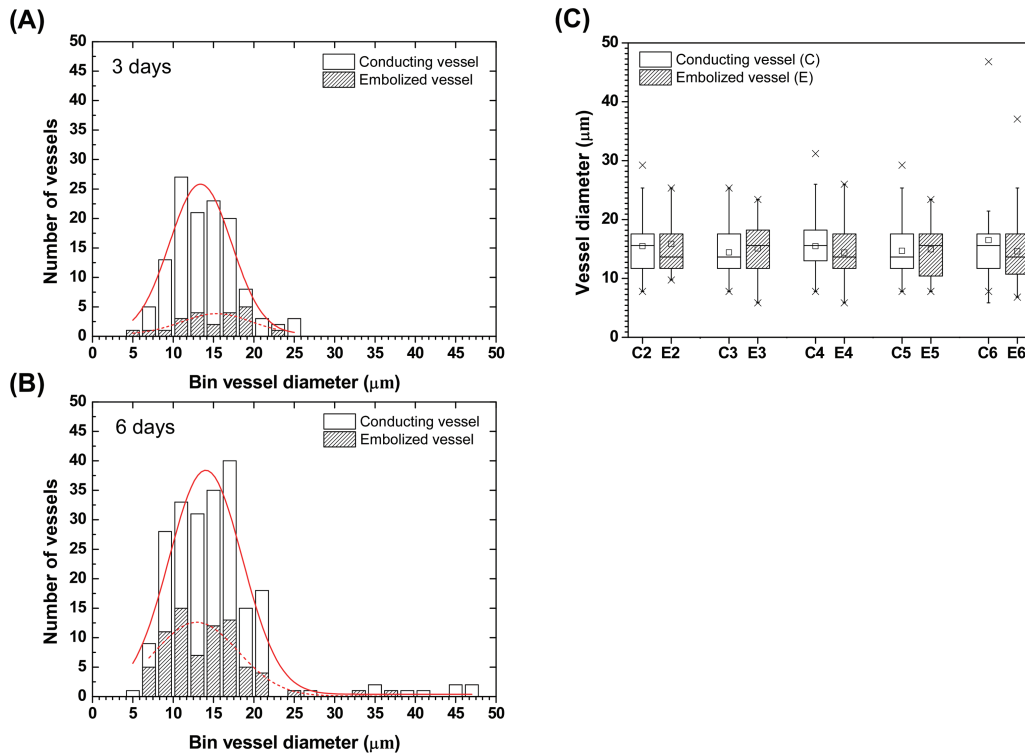 (A)
50
45
40
35
30
25
20
15
10
5
0
Number of vessels
3 days
Conducting vessel
Embolized vessel
0 5 10 15 20 25 30 35 40 45 50
Bin vessel diameter (μm)
(B)
50
45
40
35
30
25
20
15
10
5
0
Number of vessels
6 days
Conducting vessel
Embolized vessel
0 5 10 15 20 25 30 35 40 45 50
Bin vessel diameter (μm)
(C)
50
40
30
20
10
0
Vessel diameter (μm)
Conducting vessel (C)
Embolized vessel (E)
C2 E2 C3 E3 C4 E4 C5 E5 C6 E6